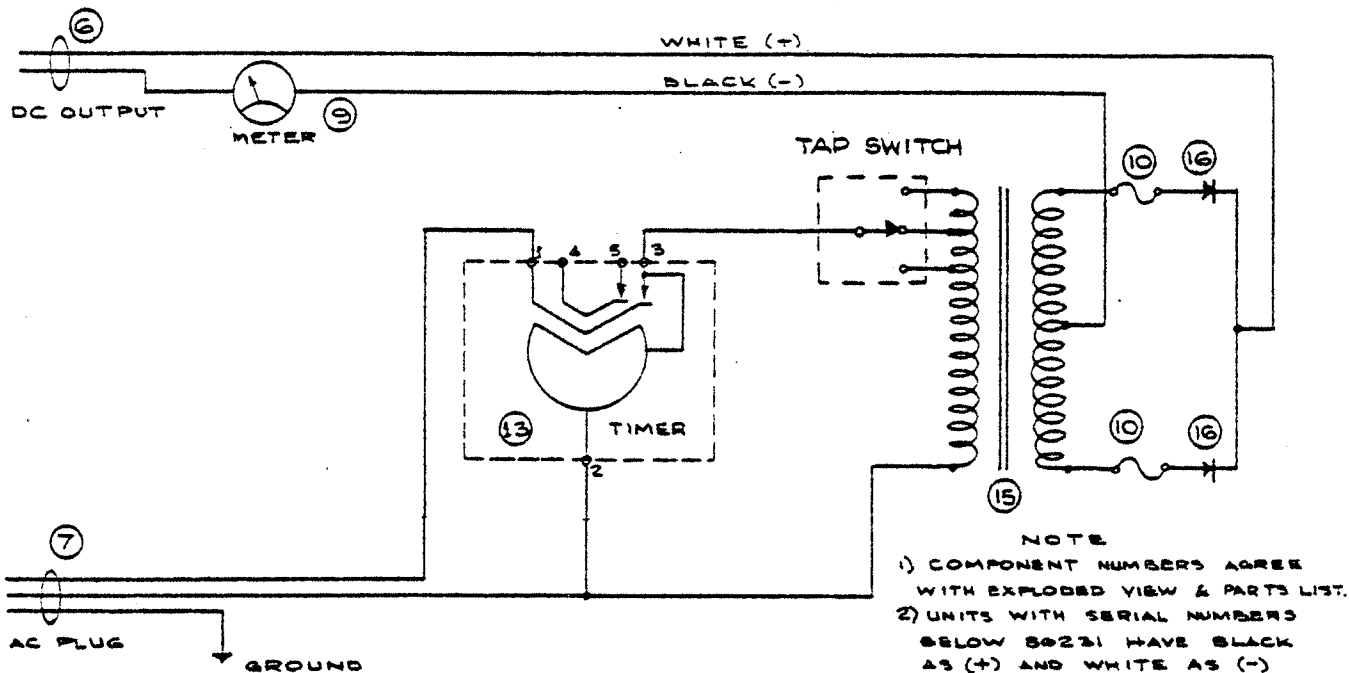 6
WHITE (+)
BLACK (-)
DC OUTPUT
METER
9
TAP SWITCH
10
16
1
4
5
3
13
TIMER
2
10
16
15
7
AC PLUG
GROUND
NOTE
1) COMPONENT NUMBERS AGREE
WITH EXPLODED VIEW & PARTS LIST.
2) UNITS WITH SERIAL NUMBERS
BELOW HAVE BLACK
AS (+) AND WHITE AS (-)